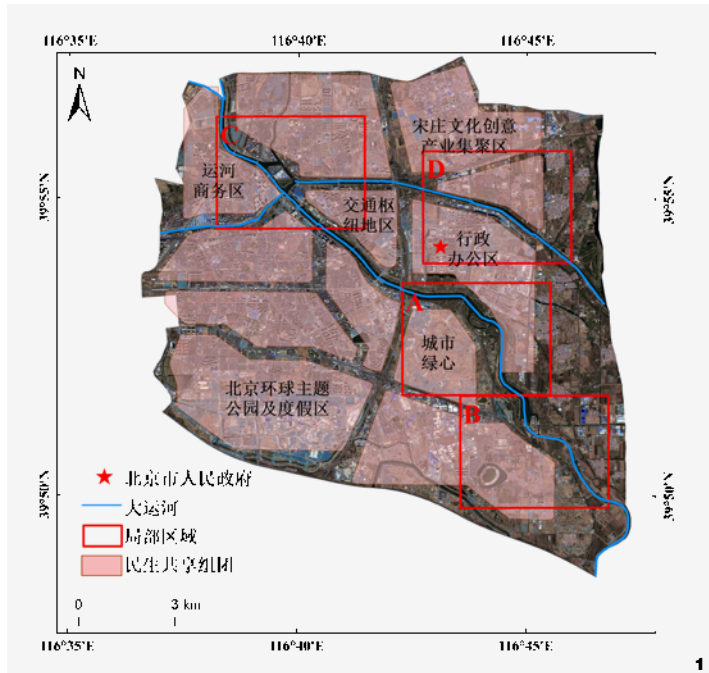 116°35'E 116°40'E 116°45'E
N
宋庄文化创意
产业集聚区
C
D
运河
商务区
39°55'N
39°55'N
交通枢
纽地区
行政
办公区
A
城市
绿心
北京环球主题
公园及度假区
B
北京市人民政府
大运河
局部区域
民生共享组团
39°50'N
39°50'N
0 3 km
116°35'E 116°40'E 116°45'E
1